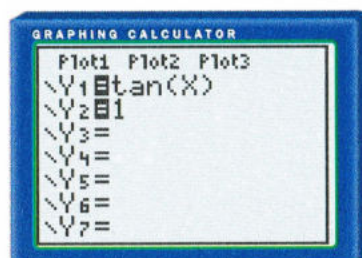 GRAPHING CALCULATOR
Plot1 Plot2 Plot3
\Y1=tan(X)
\Y2=1
\Y3=
\Y4=
\Y5=
\Y6=
\Y7=